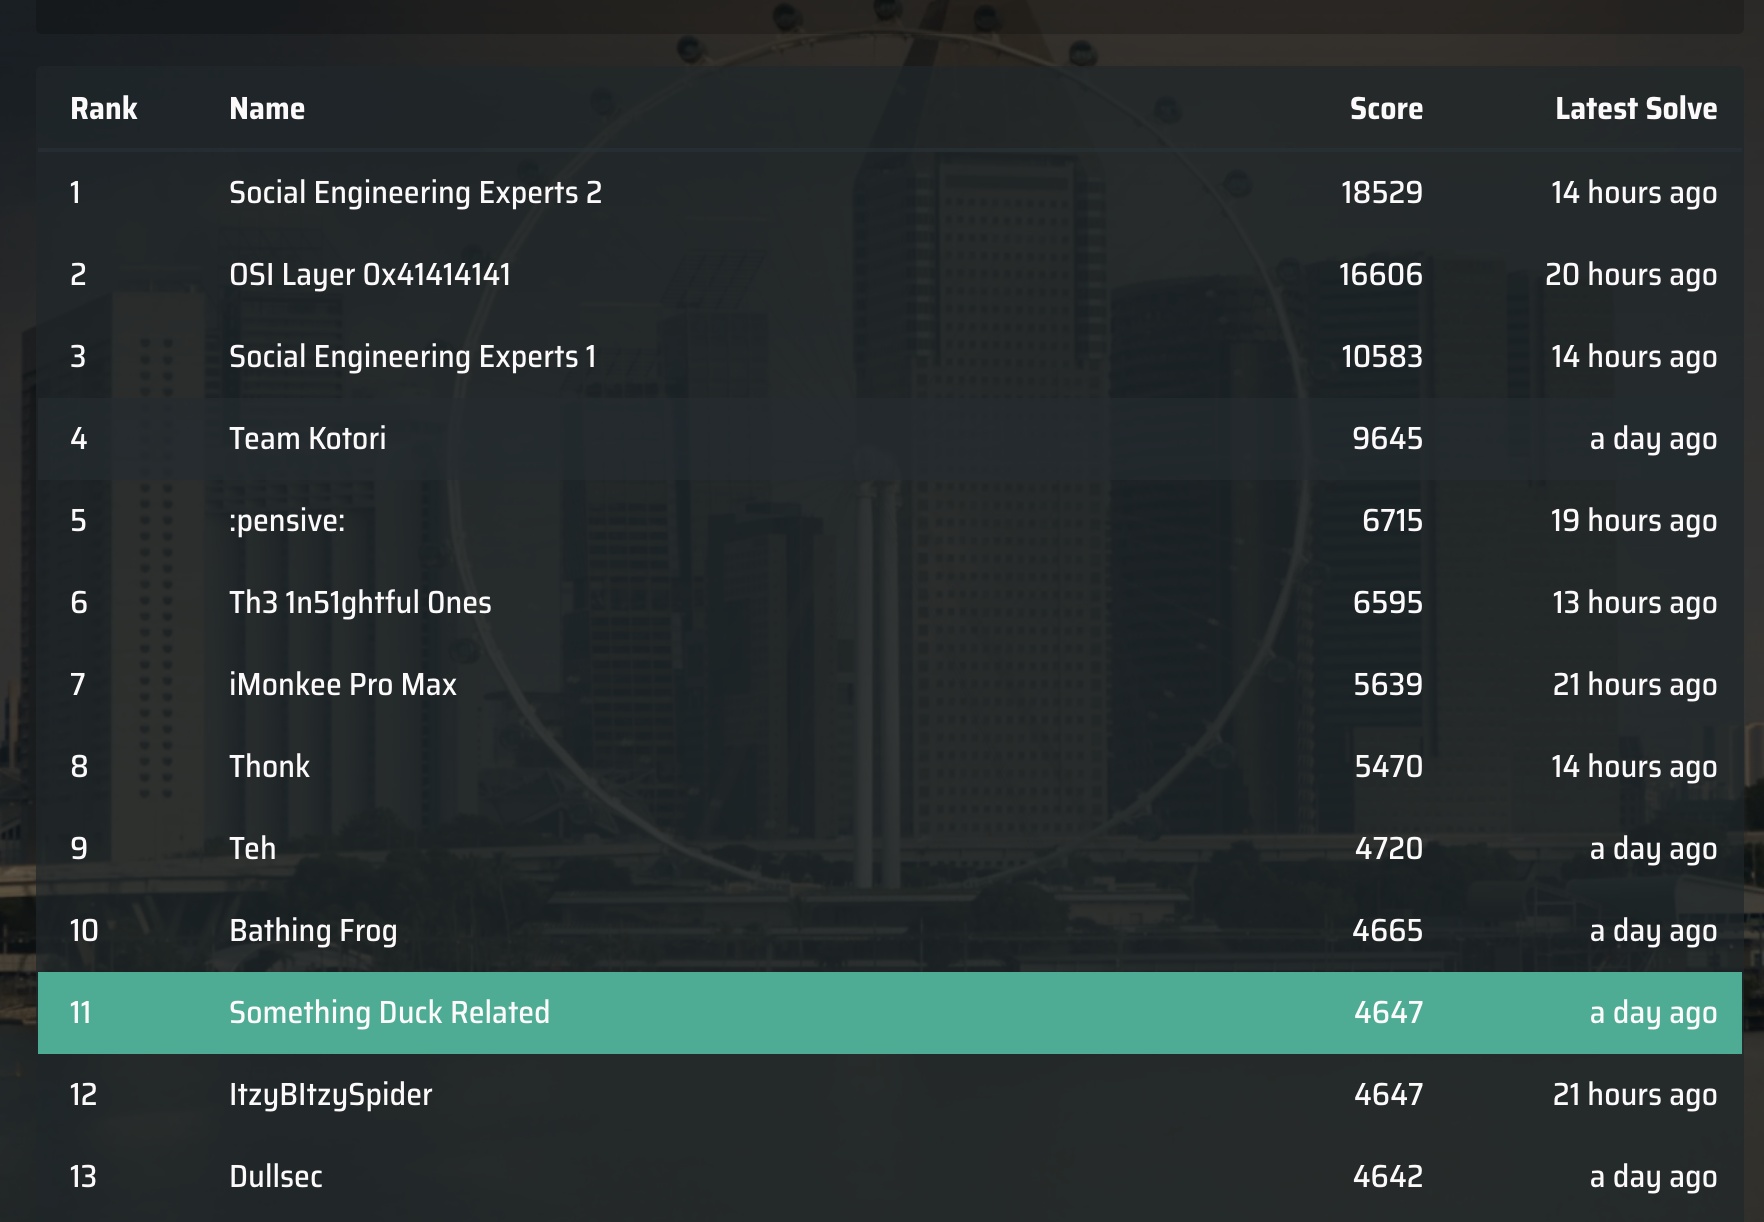 Rank Name Score Latest Solve
1 Social Engineering Experts 2 18529 14 hours ago
2 OSI Layer 0x41414141 16606 20 hours ago
3 Social Engineering Experts 1 10583 14 hours ago
4 Team Kotori 9645 a day ago
5 :pensive: 6715 19 hours ago
6 Th3 1n51ghtful Ones 6595 13 hours ago
7 iMonkee Pro Max 5639 21 hours ago
8 Thonk 5470 14 hours ago
9 Teh 4720 a day ago
10 Bathing Frog 4665 a day ago
11 Something Duck Related 4647 a day ago
12 ItzyBItzySpider 4647 21 hours ago
13 Dullsec 4642 a day ago